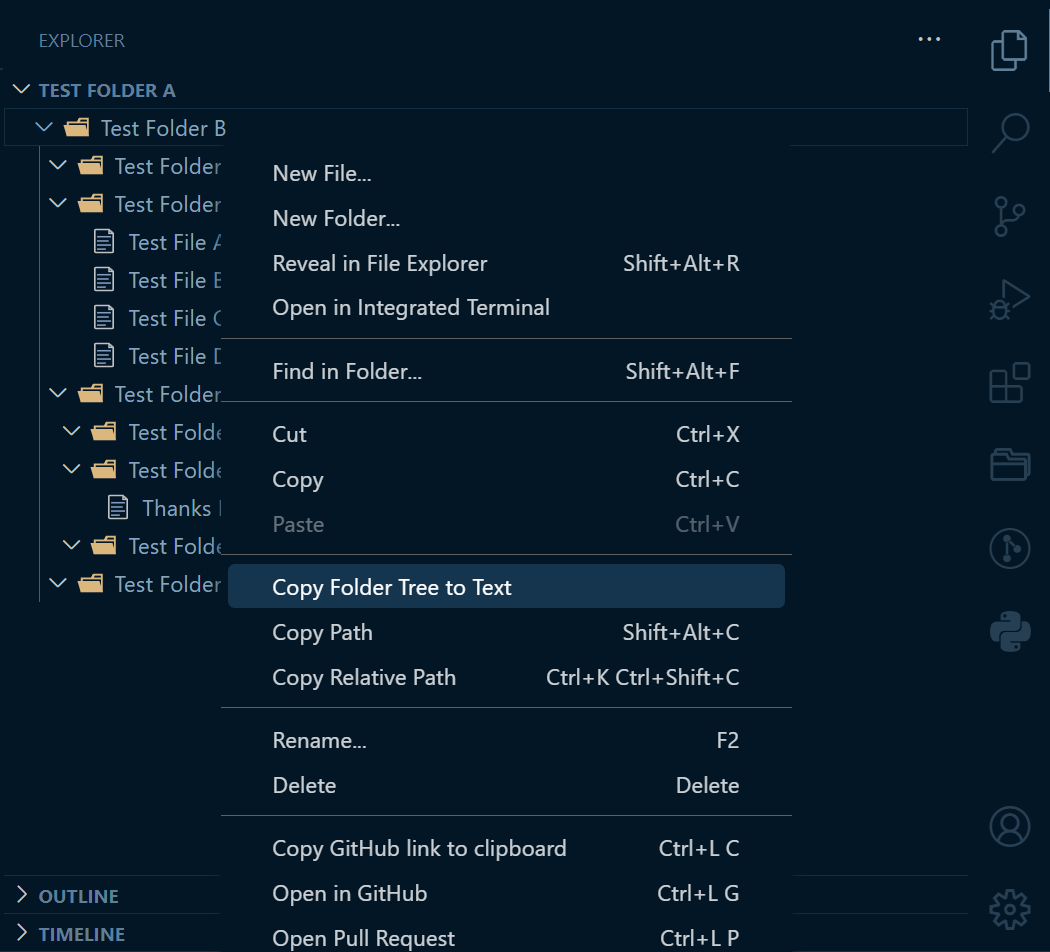 EXPLORER
TEST FOLDER A
Test Folder B
Test Folder
Test Folder
Test File A
Test File
Test File
Test File
Test Folder
Test
Test
Thanks
Test
Test Folder
New File...
New Folder...
Reveal in File Explorer Shift+Alt+R
Open in Integrated Terminal
Find in Folder... Shift+Alt+F
Cut Ctrl+X
Copy Ctrl+C
Paste Ctrl+V
Copy Folder Tree to Text
Copy Path Shift+Alt+C
Copy Relative Path Ctrl+K Ctrl+Shift+C
Rename... F2
Delete Delete
Copy GitHub link to clipboard Ctrl+L C
Open in GitHub Ctrl+L G
Open Pull Request Ctrl+L P
OUTLINE
TIMELINE